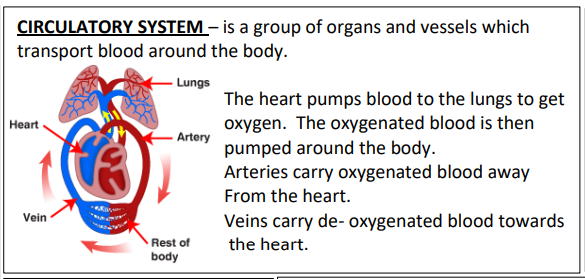 CIRCULATORY SYSTEM – is a group of organs and vessels which
transport blood around the body.
Lungs
Heart
Artery
Vein
Rest of
body
The heart pumps blood to the lungs to get
oxygen. The oxygenated blood is then
pumped around the body.
Arteries carry oxygenated blood away
From the heart.
Veins carry de- oxygenated blood towards
the heart.